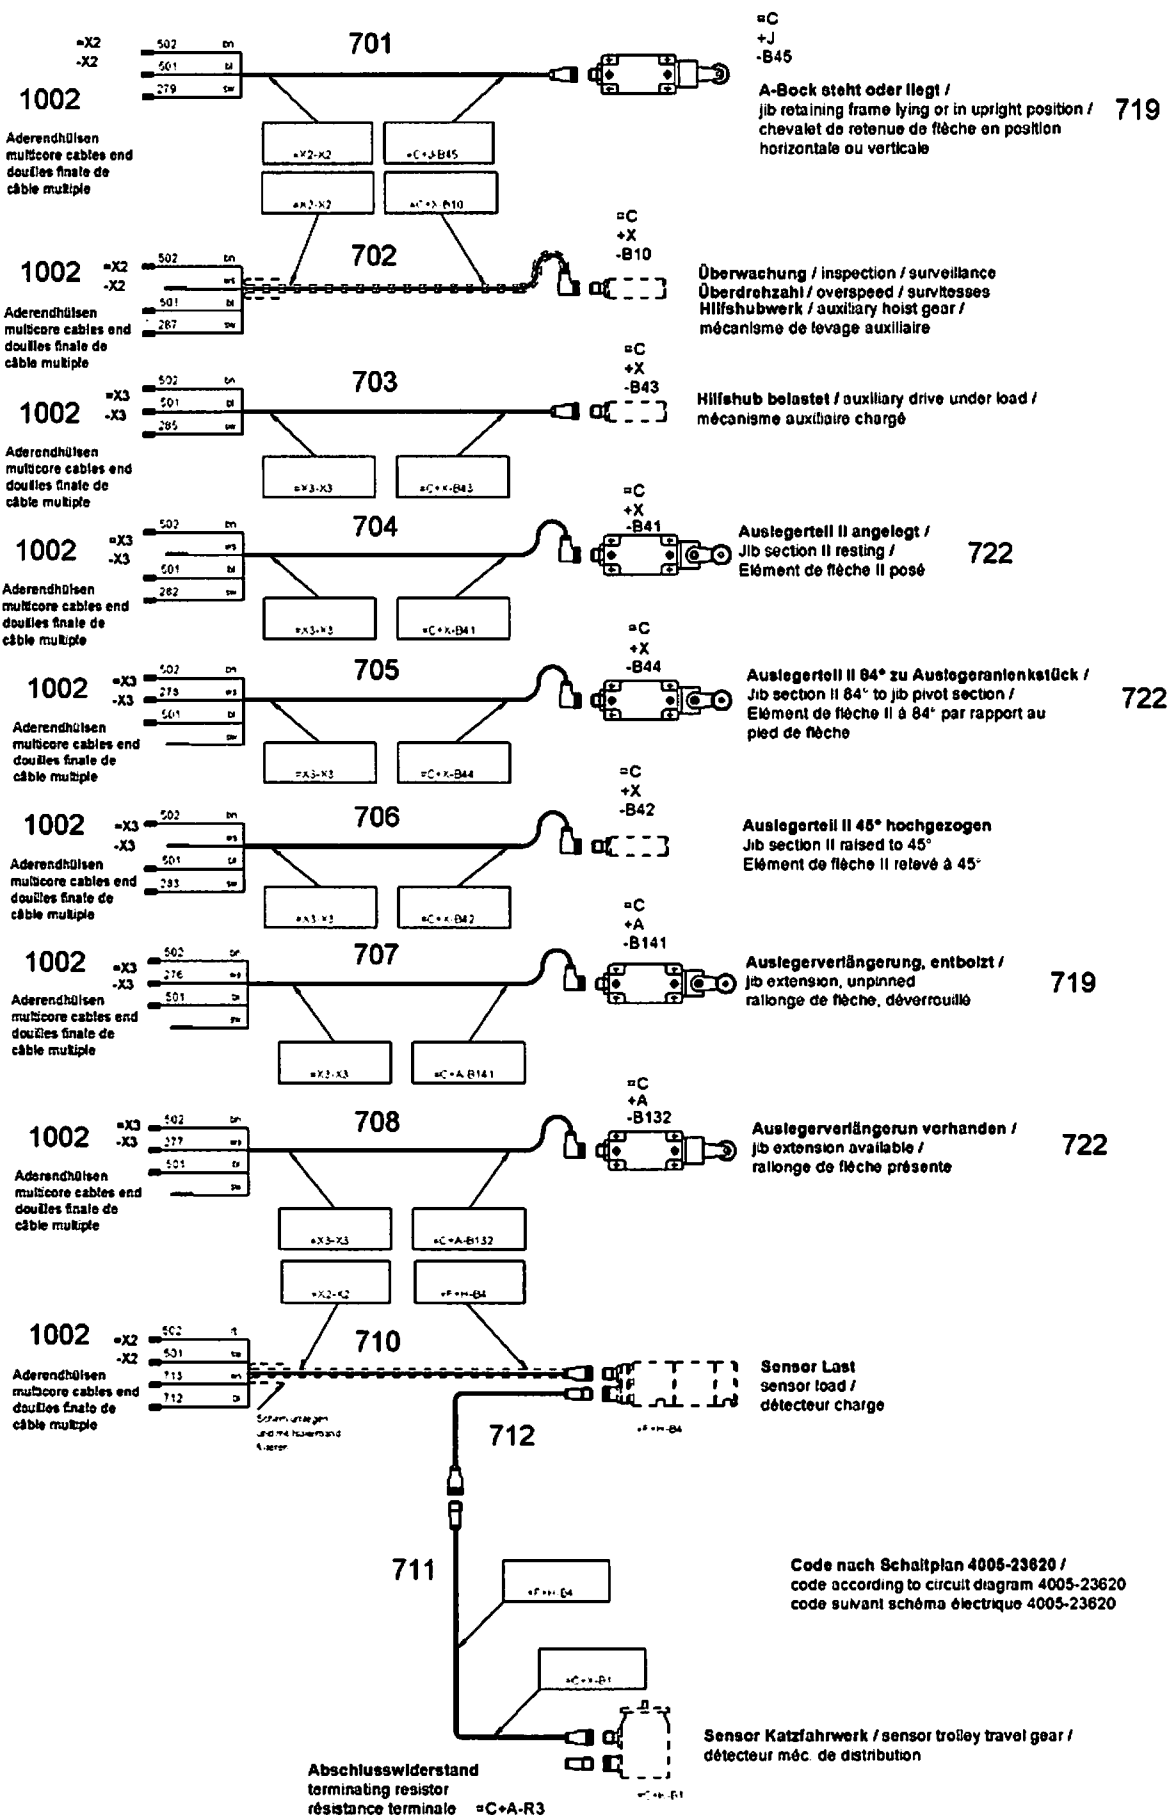 =X2
-X2
1002
Aderendhülsen
multicore cables end
douilles finale de
câble multiple
502 bn
501 bl
279 sw
701
=X2-X2
=C+J-B45
=C
+J
-B45
A-Bock steht oder liegt /
jib retaining frame lying or in upright position /
chevalet de retenue de flèche en position
horizontale ou verticale
719
1002
=X2
-X2
Aderendhülsen
multicore cables end
douilles finale de
câble multiple
502 bn
ws
501 bl
287 sw
=X2-X2
=C+X-B10
702
=C
+X
-B10
Überwachung / inspection / surveillance
Überdrehzahl / overspeed / survitesses
Hilfshubwerk / auxiliary hoist gear /
mécanisme de levage auxiliaire
1002
=X3
-X3
Aderendhülsen
multicore cables end
douilles finale de
câble multiple
502 bn
501 bl
285 sw
703
=X3-X3
=C+X-B43
=C
+X
-B43
Hilfshub belastet / auxiliary drive under load /
mécanisme auxiliaire chargé
1002
=X3
-X3
Aderendhülsen
multicore cables end
douilles finale de
câble multiple
502 bn
ws
501 bl
282 sw
704
=X3-X3
=C+X-B41
=C
+X
-B41
Auslegerteil II angelegt /
Jib section II resting /
Elément de flèche II posé
722
1002
=X3
-X3
Aderendhülsen
multicore cables end
douilles finale de
câble multiple
502 bn
ws
501 bl
sw
705
=X3-X3
=C+X-B44
=C
+X
-B44
Auslegerteil II 84° zu Auslegeranlenkstück /
Jib section II 84° to jib pivot section /
Elément de flèche II à 84° par rapport au
pied de flèche
722
1002
=X3
-X3
Aderendhülsen
multicore cables end
douilles finale de
câble multiple
502 bn
ws
501 bl
283 sw
706
=X3-X3
=C+X-B42
=C
+X
-B42
Auslegerteil II 45° hochgezogen
Jib section II raised to 45°
Elément de flèche II relevé à 45°
1002
=X3
-X3
Aderendhülsen
multicore cables end
douilles finale de
câble multiple
502 bn
276 ws
501 bl
sw
707
=X3-X3
=C+A-B141
=C
+A
-B141
Auslegerverlängerung, entbolzt /
jib extension, unpinned
rallonge de flèche, déverrouillé
719
1002
=X3
-X3
Aderendhülsen
multicore cables end
douilles finale de
câble multiple
502 bn
277 ws
501 bl
sw
708
=X3-X3
=C+A-B132
=C
+A
-B132
Auslegerverlängerun vorhanden /
jib extension available /
rallonge de flèche présente
722
1002
=X2
-X2
Aderendhülsen
multicore cables end
douilles finale de
câble multiple
502 rt
501 sw
713 ws
712 bl
=X2-X2
+F+H-B4
710
Schirm umlegen
und mit
fixieren
Sensor Last
sensor load /
détecteur charge
+F+H-B4
712
711
+F+H-B4
=C+X-B1
Code nach Schaltplan 4005-23620 /
code according to circuit diagram 4005-23620
code suivant schéma électrique 4005-23620
Sensor Katzfahrwerk / sensor trolley travel gear /
détecteur méc. de distribution
Abschlusswiderstand
terminating resistor
résistance terminale =C+A-R3